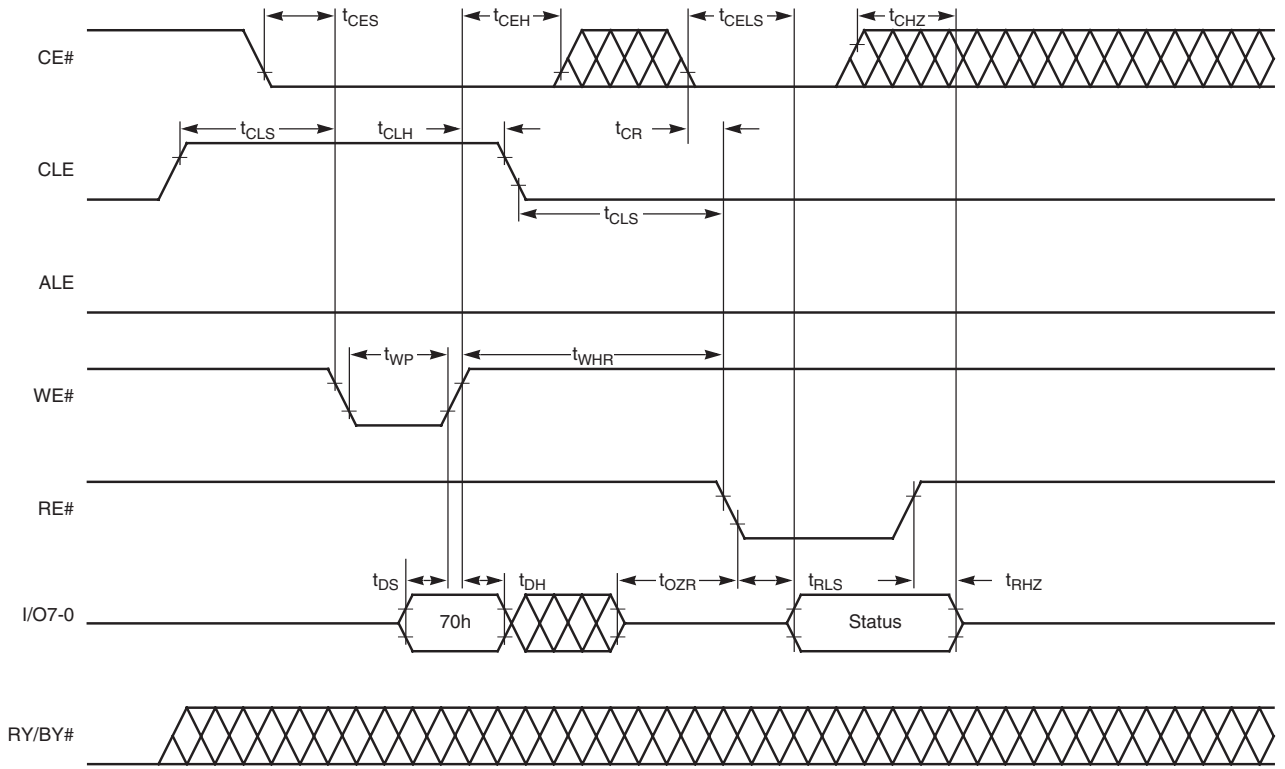 tCES
tCEH
tCELS
tCHZ
CE#
tCLS
tCLH
tCR
CLE
tCLS
ALE
tWP
tWHR
WE#
RE#
tDS
tDH
tOZR
tRLS
tRHZ
I/O7-0
70h
Status
RY/BY#